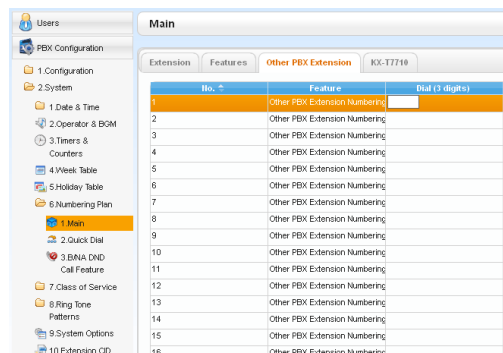 Users
PBX Configuration
1.Configuration
2.System
1.Date & Time
2.Operator & BGM
3.Timers &
Counters
4.Week Table
5.Holiday Table
6.Numbering Plan
1.Main
2.Quick Dial
3.B/NA DND
Call Feature
7.Class of Service
8.Ring Tone
Patterns
9.System Options
10.Extension CID
Main
Extension Features Other PBX Extension KX-T7710
No. Feature Dial (3 digits)
1 Other PBX Extension Numbering
2 Other PBX Extension Numbering
3 Other PBX Extension Numbering
4 Other PBX Extension Numbering
5 Other PBX Extension Numbering
6 Other PBX Extension Numbering
7 Other PBX Extension Numbering
8 Other PBX Extension Numbering
9 Other PBX Extension Numbering
10 Other PBX Extension Numbering
11 Other PBX Extension Numbering
12 Other PBX Extension Numbering
13 Other PBX Extension Numbering
14 Other PBX Extension Numbering
15 Other PBX Extension Numbering
16 Other PBX Extension Numbering